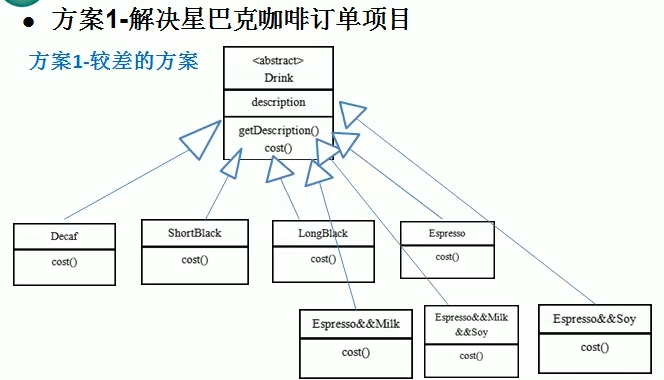 ● 方案1-解决星巴克咖啡订单项目
方案1-较差的方案
<abstract>
Drink
description
getDescription()
cost()
Decaf
cost()
ShortBlack
cost()
LongBlack
cost()
Espresso
cost()
Espresso&&Milk
cost()
Espresso&&Milk
&&Soy
cost()
Espresso&&Soy
cost()